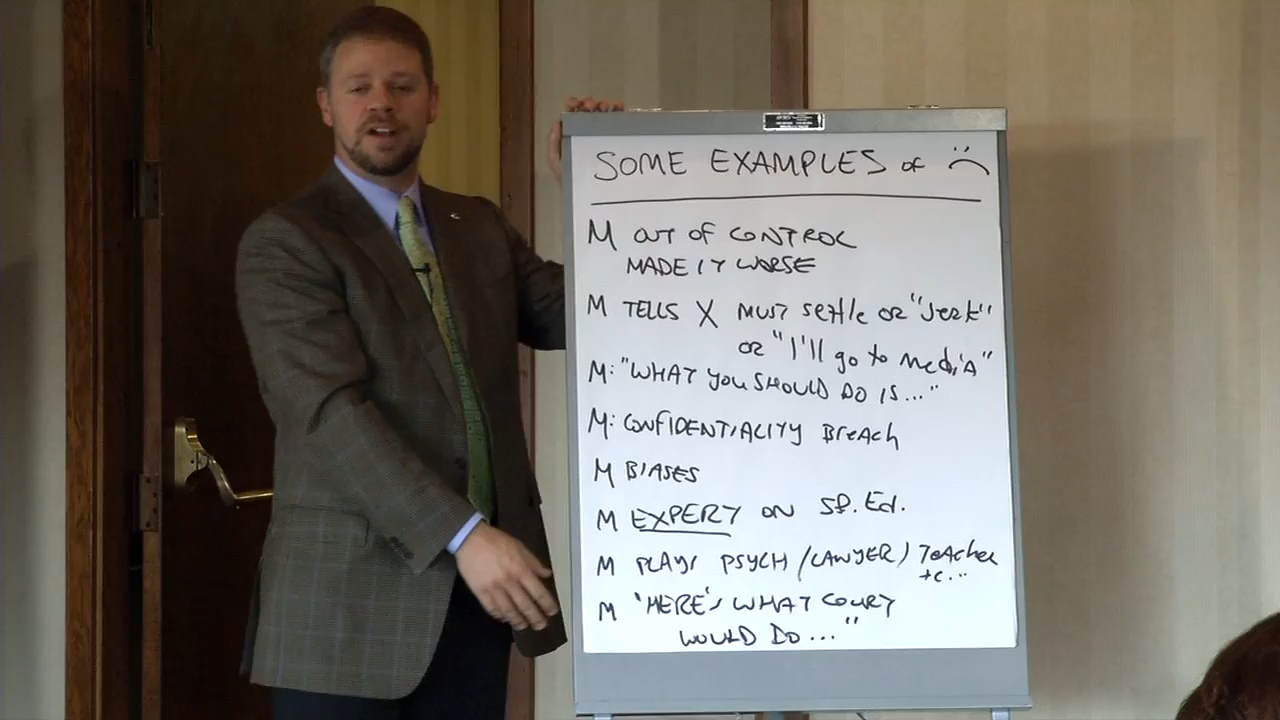 SOME EXAMPLES of
M OUT OF CONTROL
MADE IT WORSE
M TELLS X MUST settle OR "Jerk"
OR "I'll go to media"
M: "WHAT YOU SHOULD DO IS..."
M: CONFIDENTIALITY BreAch
M BIASES
M EXPERT ON Sp. Ed.
M PLAYS PSYCH / LAWYER / TeAcher
+c...
M 'HERE'S WHAT COURT
WOULD DO..."